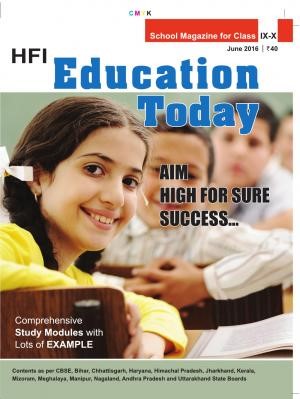 CMYK
School Magazine for Class IX-X
June 2016 | ₹40
HFI
Education
Today
AIM
HIGH FOR SURE
SUCCESS...
Comprehensive
Study Modules with
Lots of EXAMPLE
Contents as per CBSE, Bihar, Chhattisgarh, Haryana, Himachal Pradesh, Jharkhand, Kerala,
Mizoram, Meghalaya, Manipur, Nagaland, Andhra Pradesh and Uttarakhand State Boards